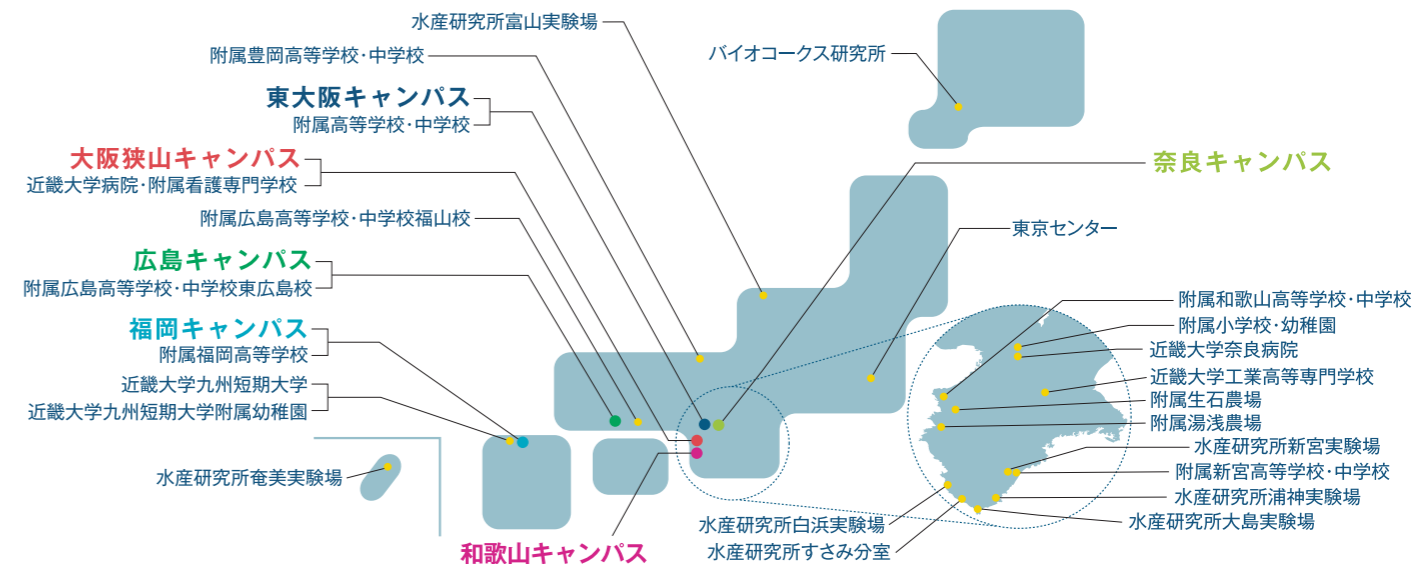 水産研究所富山実験場
附属豊岡高等学校・中学校
東大阪キャンパス
附属高等学校・中学校
大阪狭山キャンパス
近畿大学病院・附属看護専門学校
附属広島高等学校・中学校福山校
広島キャンパス
附属広島高等学校・中学校東広島校
福岡キャンパス
附属福岡高等学校
近畿大学九州短期大学
近畿大学九州短期大学附属幼稚園
水産研究所奄美実験場
和歌山キャンパス
バイオコークス研究所
奈良キャンパス
東京センター
附属和歌山高等学校・中学校
附属小学校・幼稚園
近畿大学奈良病院
近畿大学工業高等専門学校
附属生石農場
附属湯浅農場
水産研究所新宮実験場
附属新宮高等学校・中学校
水産研究所浦神実験場
水産研究所大島実験場
水産研究所白浜実験場
水産研究所すさみ分室